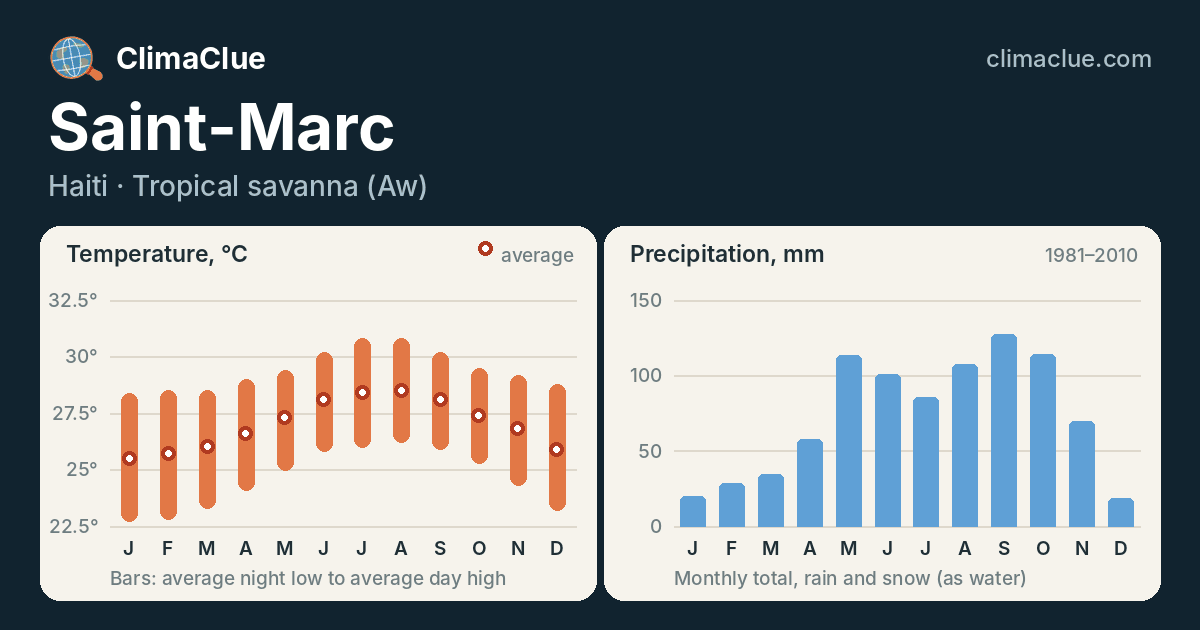 ClimaClue
climaclue.com
Saint-Marc
Haiti · Tropical savanna (Aw)
Temperature, °C
average
32.5°
30°
27.5°
25°
22.5°
J F M A M J J A S O N D
Bars: average night low to average day high
Precipitation, mm
1981–2010
150
100
50
0
J F M A M J J A S O N D
Monthly total, rain and snow (as water)